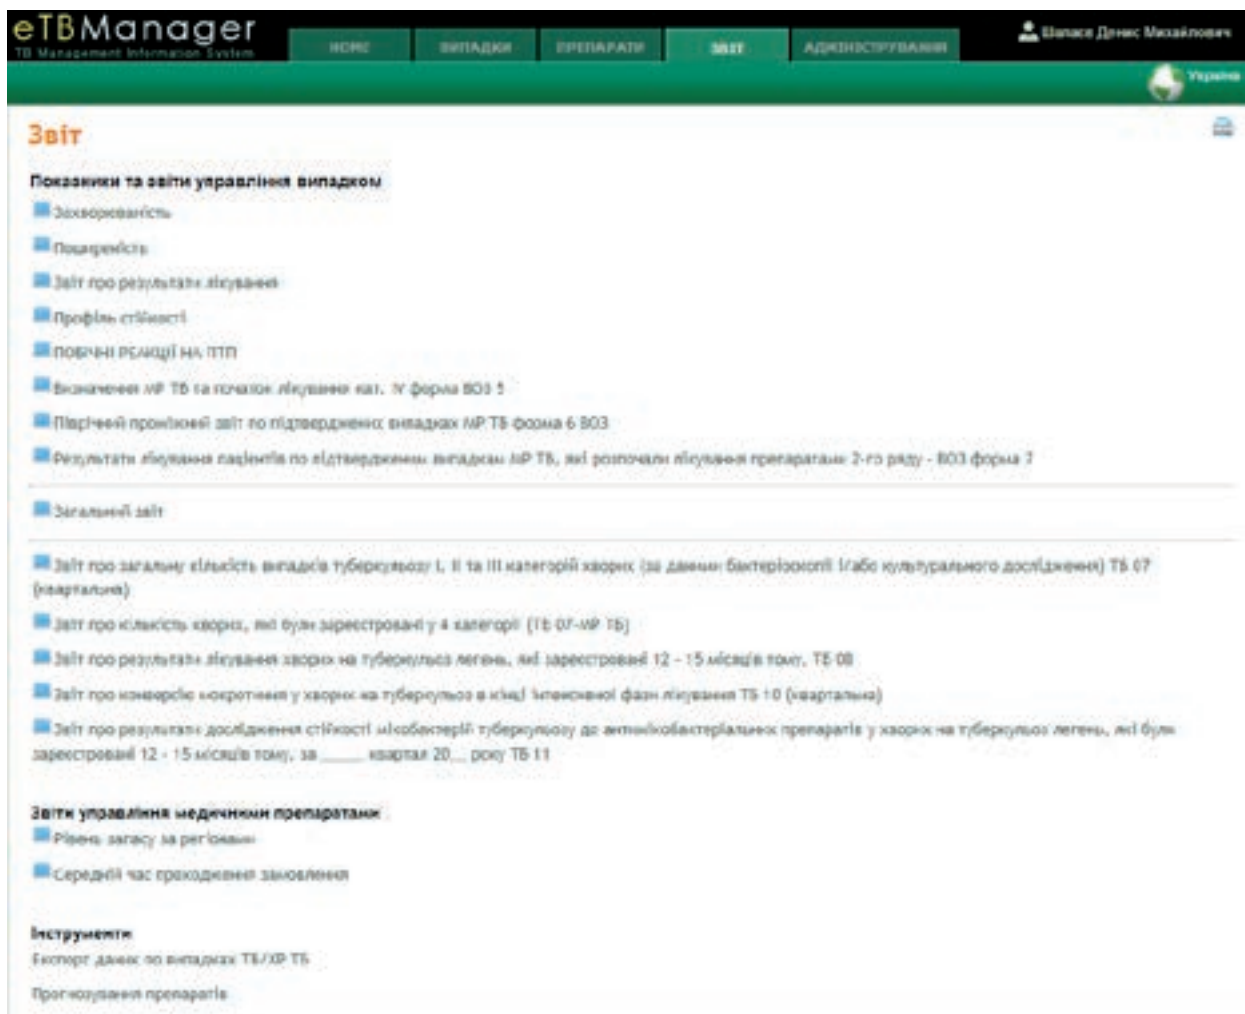 eTBManager
TB Management Information System
HOME ВИПАДКИ ПРЕПАРАТИ ЗВІТ АДМІНІСТРУВАННЯ
Денис Михайлович
Україна
Звіт
Показники та звіти управління випадком
Захворюваність
Поширеність
Звіт про результати лікування
Профіль стійкості
ПОБІЧНІ РЕАКЦІЇ НА ПТП
Визначення МР ТБ та початок лікування кат. IV форма ВОЗ 5
Піврічний проміжний звіт по підтверджених випадках МР ТБ форма 6 ВОЗ
Результати лікування пацієнтів по підтвердженим випадкам МР ТБ, які розпочали лікування препаратами 2-го ряду - ВОЗ форма 7
Загальний звіт
Звіт про загальну кількість випадків туберкульозу I, II та III категорій хворих (за даними бактеріоскопії і/або культурального дослідження) ТБ 07
(квартальна)
Звіт про кількість хворих, які були зареєстровані у 4 категорії (ТБ 07-МР ТБ)
Звіт про результати лікування хворих на туберкульоз легень, які зареєстровані 12 - 15 місяців тому, ТБ 08
Звіт про конверсію мокротиння у хворих на туберкульоз в кінці інтенсивної фази лікування ТБ 10 (квартальна)
Звіт про результати дослідження стійкості мікобактерій туберкульозу до антимікобактеріальних препаратів у хворих на туберкульоз легень, які були
зареєстровані 12 - 15 місяців тому, за _____ квартал 20__ року ТБ 11
Звіти управління медичними препаратами
Рівень запасу за регіонами
Середній час проходження замовлення
Інструменти
Експорт даних по випадках ТБ/ХР ТБ
Прогнозування препаратів